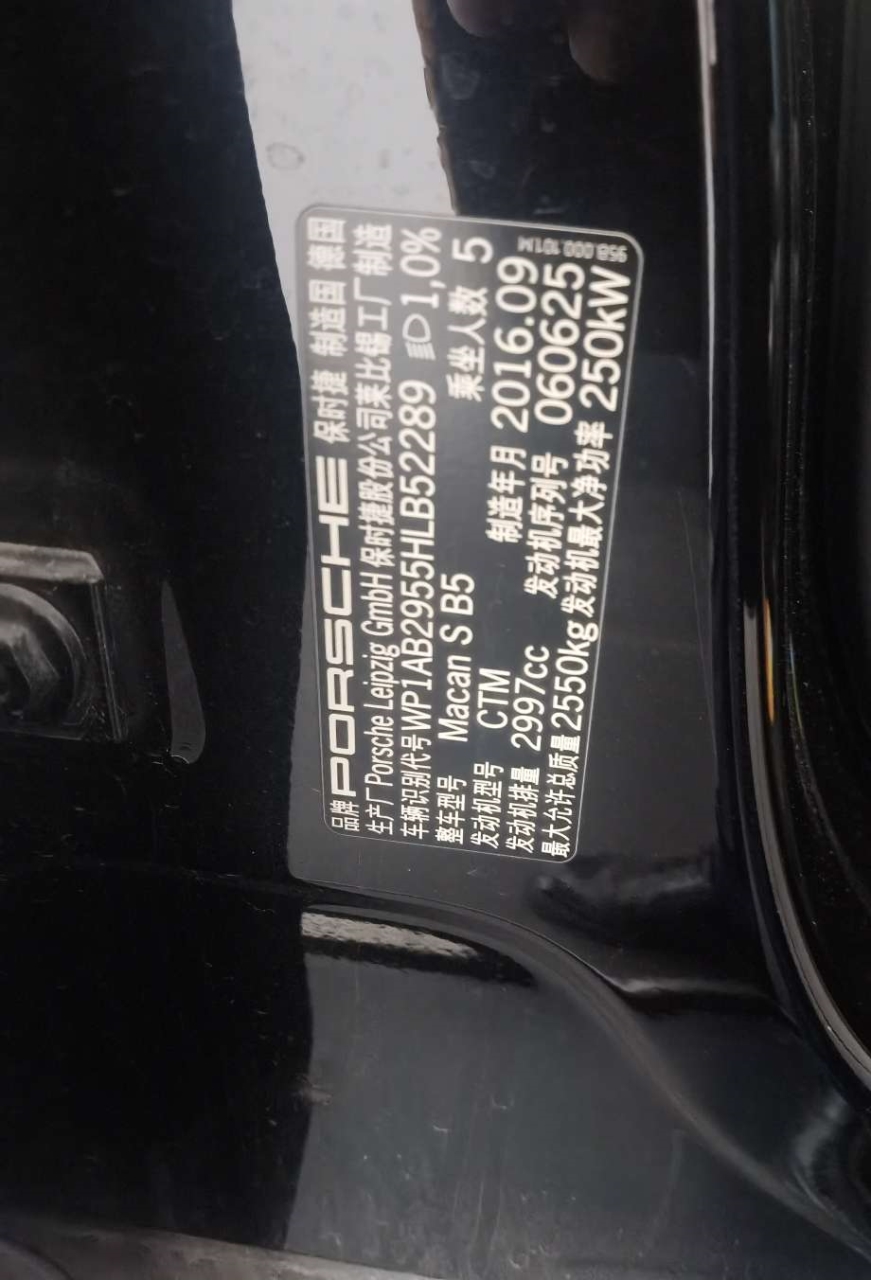 品牌 PORSCHE 保时捷 制造国 德国
生产厂 Porsche Leipzig GmbH 保时捷股份公司莱比锡工厂 制造
车辆识别代号 WP1AB2955HLB52289 1,0%
整车型号 Macan S B5 乘坐人数 5
发动机型号 CTM 制造年月 2016.09
发动机排量 2997cc 发动机序列号 060625
最大允许总质量 2550kg 发动机最大净功率 250kW
95B.000.101M